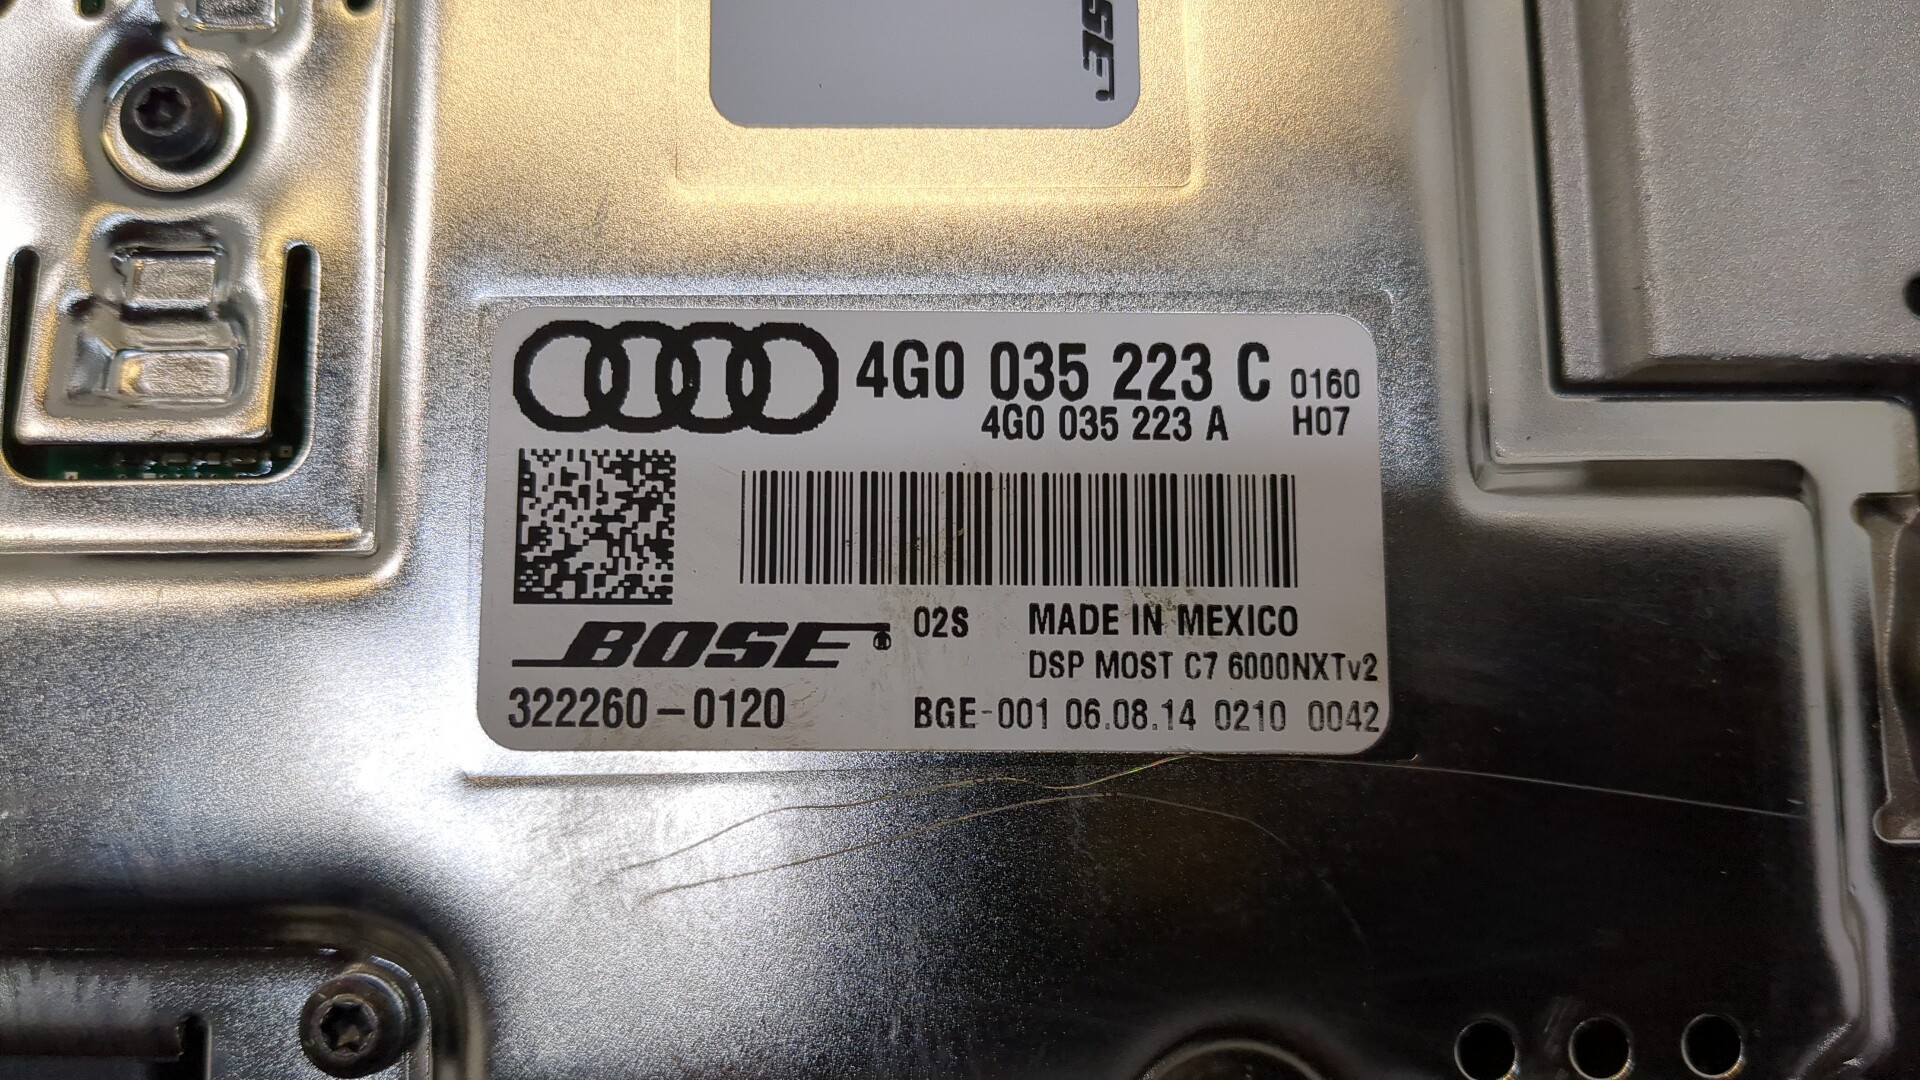 SE.
4G0 035 223 C 0160
4G0 035 223 A H07
BOSE® 02S MADE IN MEXICO
DSP MOST C7 6000NXTv2
322260-0120 BGE-001 06.08.14 0210 0042